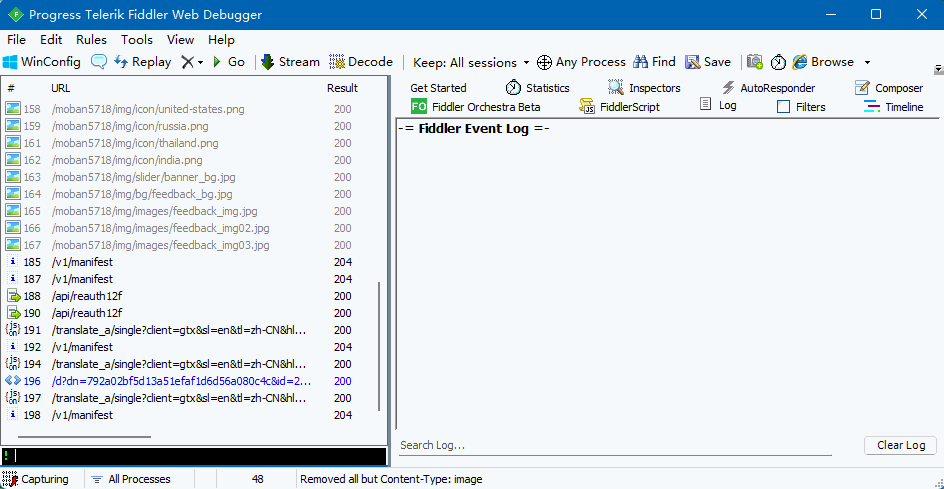 Progress Telerik Fiddler Web Debugger
File Edit Rules Tools View Help
WinConfig Replay Go Stream Decode Keep: All sessions Any Process Find Save Browse
# URL Result
158 /moban5718/img/icon/united-states.png 200
159 /moban5718/img/icon/russia.png 200
161 /moban5718/img/icon/thailand.png 200
162 /moban5718/img/icon/india.png 200
163 /moban5718/img/slider/banner_bg.jpg 200
164 /moban5718/img/bg/feedback_bg.jpg 200
165 /moban5718/img/images/feedback_img.jpg 200
166 /moban5718/img/images/feedback_img02.jpg 200
167 /moban5718/img/images/feedback_img03.jpg 200
185 /v1/manifest 204
187 /v1/manifest 204
188 /api/reauth12f 200
190 /api/reauth12f 200
191 /translate_a/single?client=gtx&sl=en&tl=zh-CN&hl... 200
192 /v1/manifest 204
194 /translate_a/single?client=gtx&sl=en&tl=zh-CN&hl... 200
196 /d?dn=792a02bf5d13a51efaf1d6d56a080c4c&id=2... 200
197 /translate_a/single?client=gtx&sl=en&tl=zh-CN&hl... 200
198 /v1/manifest 204
!
Get Started Statistics Inspectors AutoResponder Composer
FO Fiddler Orchestra Beta FiddlerScript Log Filters Timeline
-= Fiddler Event Log =-
Search Log... Clear Log
Capturing All Processes 48 Removed all but Content-Type: image